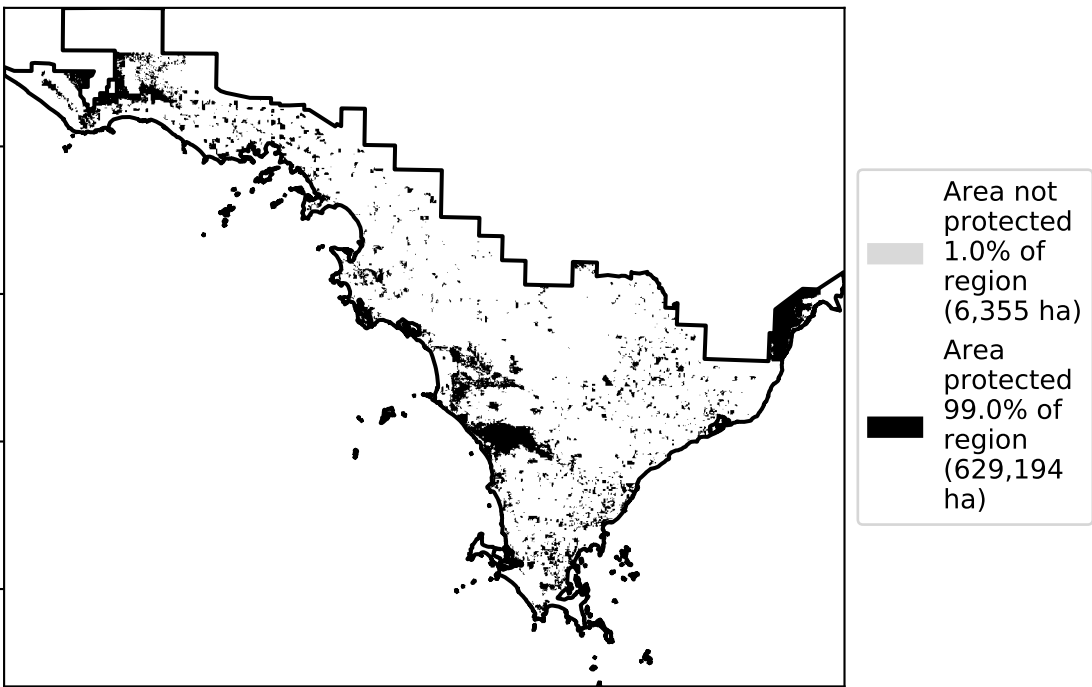 Area not
protected
1.0% of
region
(6,355 ha)
Area
protected
99.0% of
region
(629,194
ha)